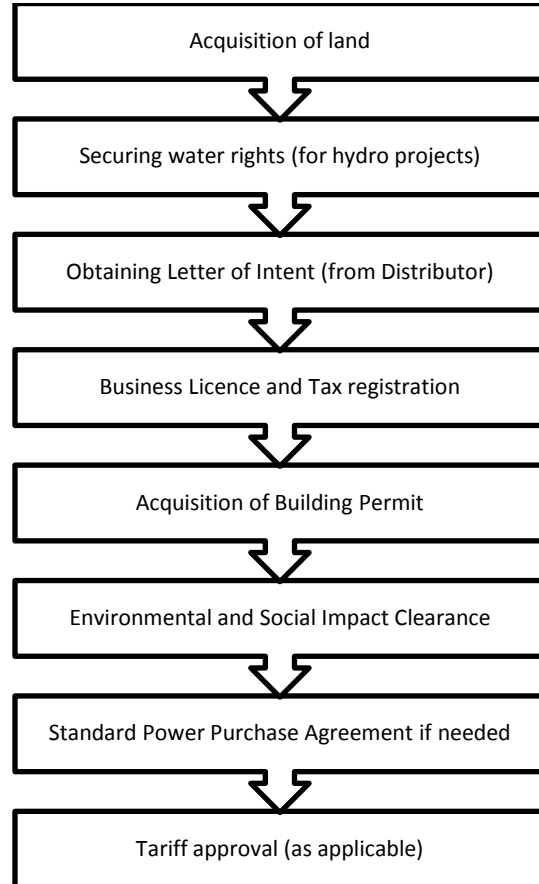 Acquisition of land
Securing water rights (for hydro projects)
Obtaining Letter of Intent (from Distributor)
Business Licence and Tax registration
Acquisition of Building Permit
Environmental and Social Impact Clearance
Standard Power Purchase Agreement if needed
Tariff approval (as applicable)